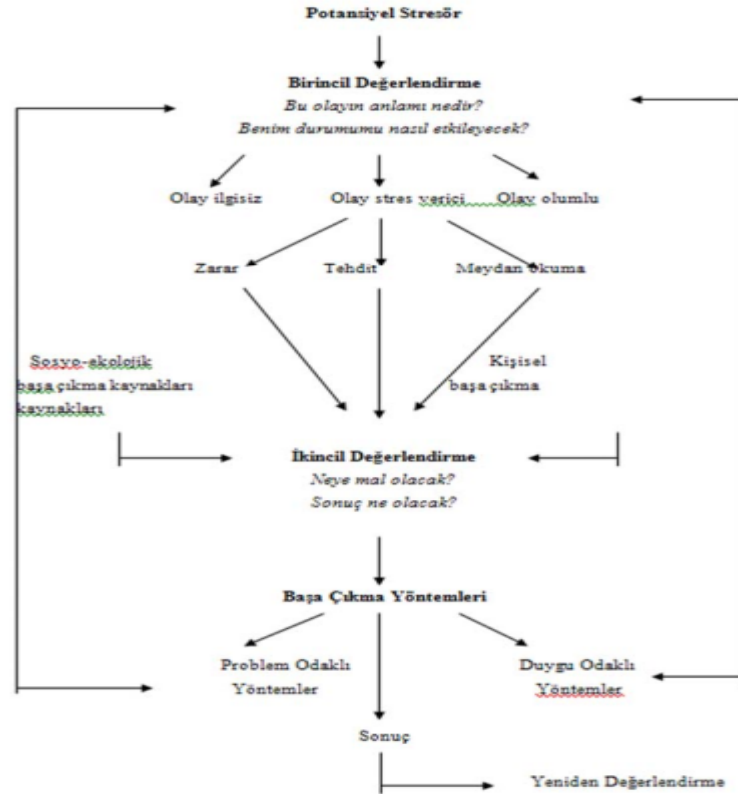 Potansiyel Stresör
Birincil Değerlendirme
Bu olayın anlamı nedir?
Benim durumumu nasıl etkileyecek?
Olay ilgisiz
Olay stres verici
Olay olumlu
Zarar
Tehdit
Meydan okuma
Sosyo-ekolojik
başa çıkma kaynakları
kaynakları
Kişisel
başa çıkma
İkincil Değerlendirme
Neye mal olacak?
Sonuç ne olacak?
Başa Çıkma Yöntemleri
Problem Odaklı
Yöntemler
Duygu Odaklı
Yöntemler
Sonuç
Yeniden Değerlendirme